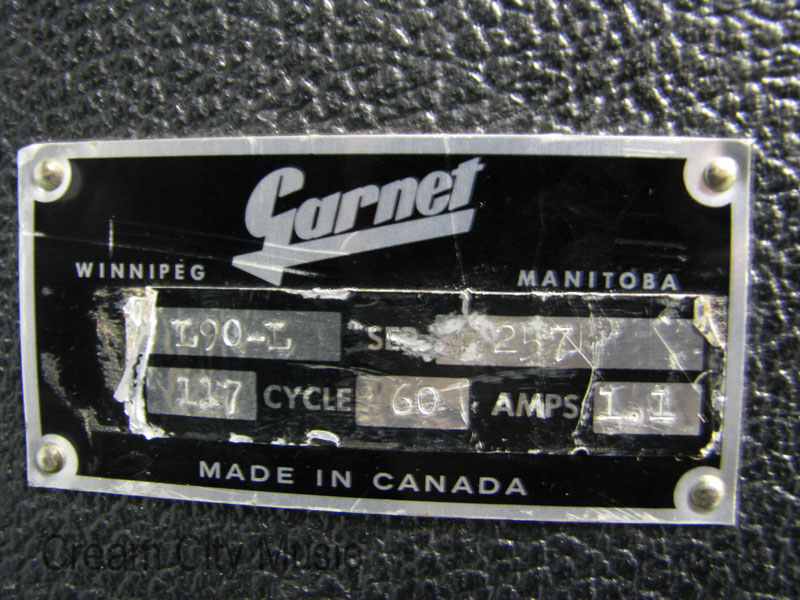 Garnet
WINNIPEG MANITOBA
L90-L SER. 257
117 CYCLE 60 AMPS 1.1
MADE IN CANADA
Cream City Music